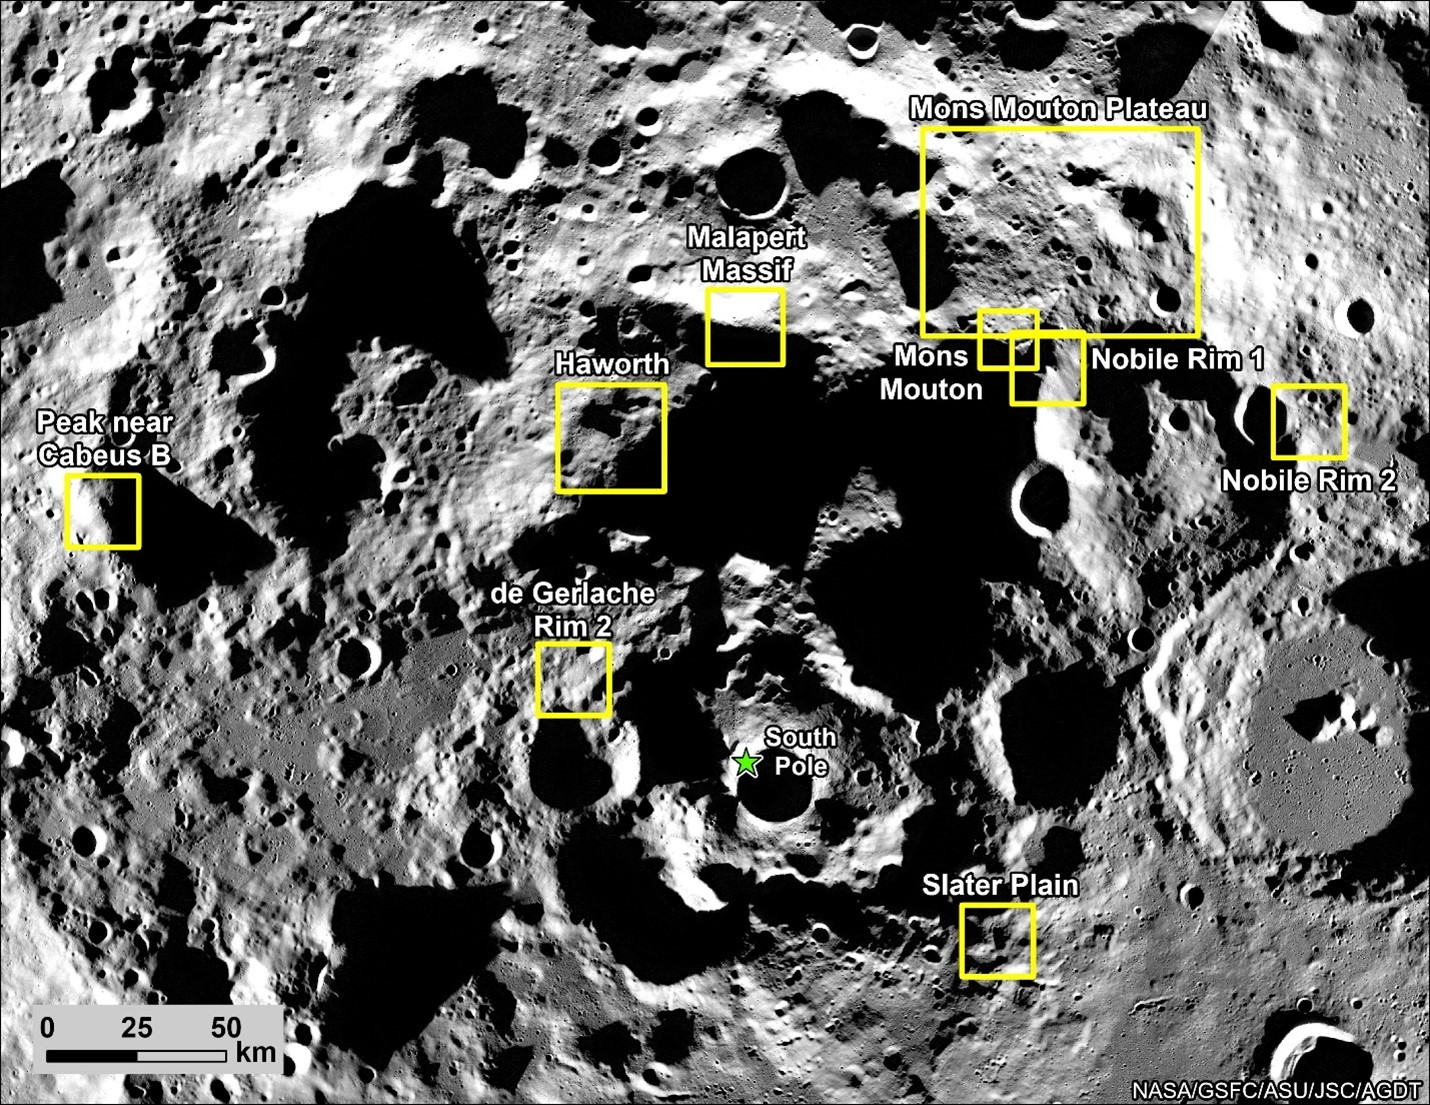 Mons Mouton Plateau
Malapert
Massif
Mons
Mouton
Nobile Rim 1
Haworth
Peak near
Cabeus B
Nobile Rim 2
de Gerlache
Rim 2
South
Pole
Slater Plain
0 25 50
km
NASA/GSFC/ASU/JSC/AGDT